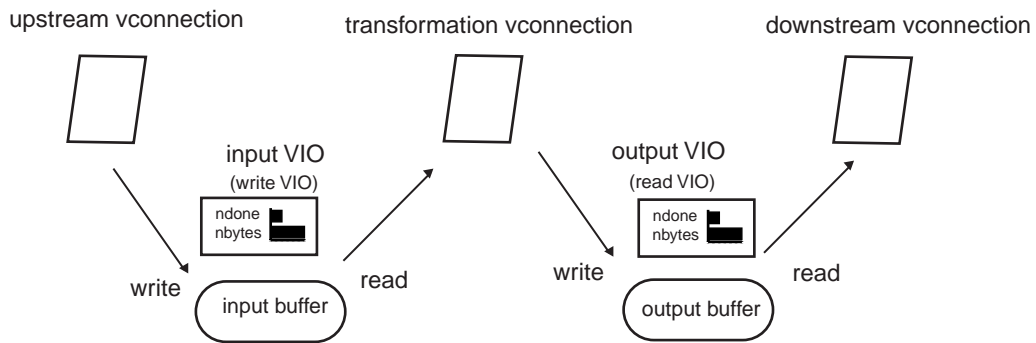 upstream vconnection
transformation vconnection
downstream vconnection
input VIO
(write VIO)
ndone
nbytes
output VIO
(read VIO)
ndone
nbytes
write
read
write
read
input buffer
output buffer